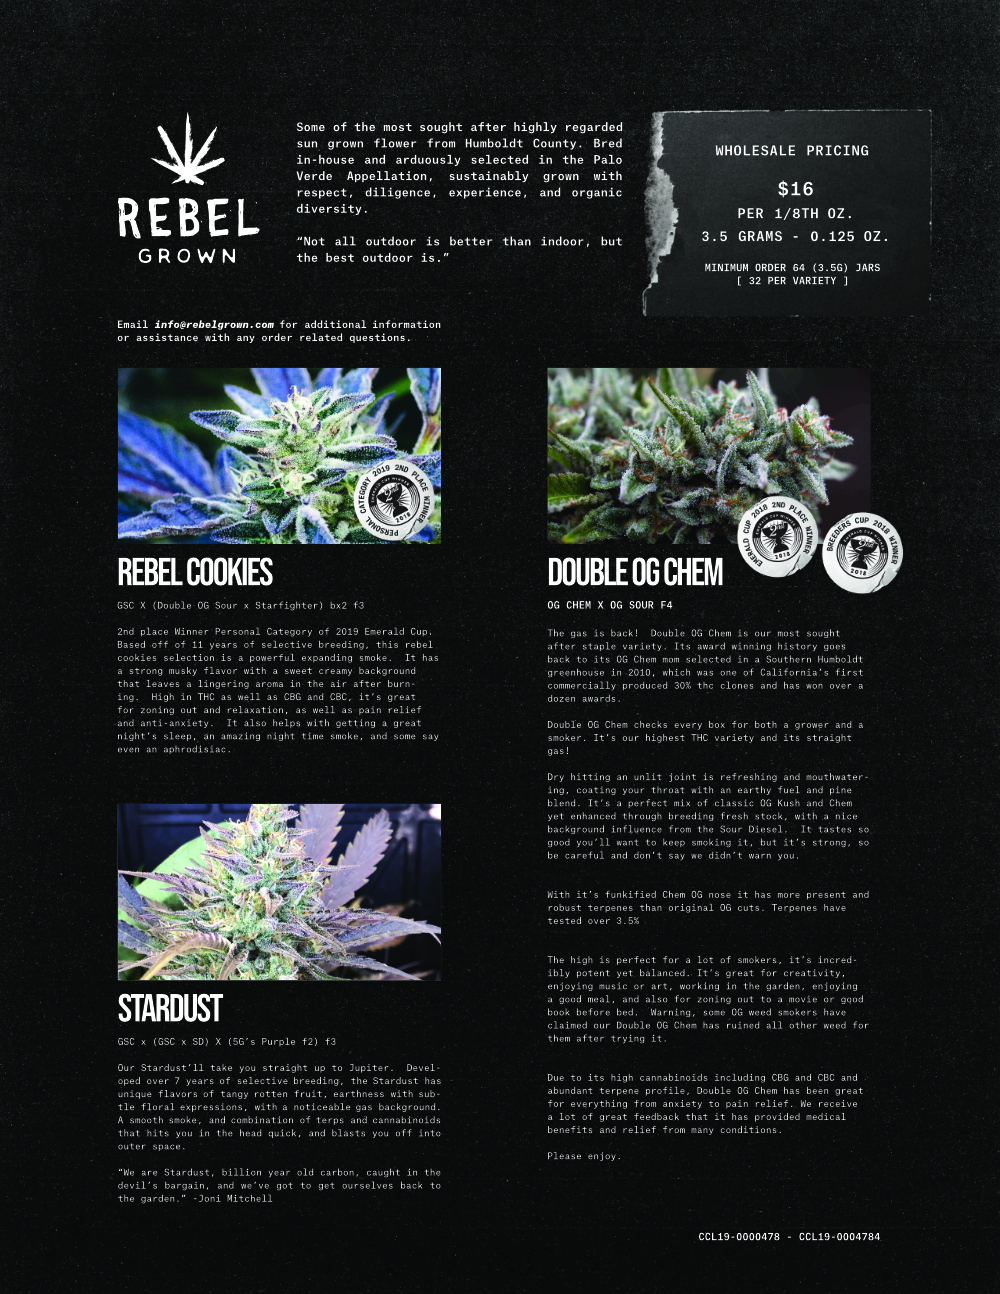 REBEL
GROWN
Some of the most sought after highly regarded
sun grown flower from Humboldt County. Bred
in-house and arduously selected in the Palo
Verde Appellation, sustainably grown with
respect, diligence, experience, and organic
diversity.
“Not all outdoor is better than indoor, but
the best outdoor is.”
WHOLESALE PRICING
$16
PER 1/8TH OZ.
3.5 GRAMS - 0.125 OZ.
MINIMUM ORDER 64 (3.5G) JARS
[ 32 PER VARIETY ]
Email info@rebelgrown.com for additional information
or assistance with any order related questions.
PERSONAL CATEGORY 2019 2ND PLACE WINNER
EMERALD CUP WINNER
2018
REBEL COOKIES
GSC X (Double OG Sour x Starfighter) bx2 f3
2nd place Winner Personal Category of 2019 Emerald Cup.
Based off of 11 years of selective breeding, this rebel
cookies selection is a powerful expanding smoke.  It has
a strong musky flavor with a sweet creamy background
that leaves a lingering aroma in the air after burn-
ing.  High in THC as well as CBG and CBC, it’s great
for zoning out and relaxation, as well as pain relief
and anti-anxiety.  It also helps with getting a great
night’s sleep, an amazing night time smoke, and some say
even an aphrodisiac.
STARDUST
GSC x (GSC x SD) X (5G’s Purple f2) f3
Our Stardust’ll take you straight up to Jupiter.  Devel-
oped over 7 years of selective breeding, the Stardust has
unique flavors of tangy rotten fruit, earthness with sub-
tle floral expressions, with a noticeable gas background.
A smooth smoke, and combination of terps and cannabinoids
that hits you in the head quick, and blasts you off into
outer space.
“We are Stardust, billion year old carbon, caught in the
devil’s bargain, and we’ve got to get ourselves back to
the garden.” -Joni Mitchell
EMERALD CUP 2018 2ND PLACE WINNER
EMERALD CUP WINNER
2018
BREEDERS CUP 2018 WINNER
EMERALD CUP WINNER
2018
DOUBLE OG CHEM
OG CHEM X OG SOUR F4
The gas is back!  Double OG Chem is our most sought
after staple variety. Its award winning history goes
back to its OG Chem mom selected in a Southern Humboldt
greenhouse in 2010, which was one of California’s first
commercially produced 30% thc clones and has won over a
dozen awards.
Double OG Chem checks every box for both a grower and a
smoker. It’s our highest THC variety and its straight
gas!
Dry hitting an unlit joint is refreshing and mouthwater-
ing, coating your throat with an earthy fuel and pine
blend. It’s a perfect mix of classic OG Kush and Chem
yet enhanced through breeding fresh stock, with a nice
background influence from the Sour Diesel.  It tastes so
good you’ll want to keep smoking it, but it’s strong, so
be careful and don’t say we didn’t warn you.
With it’s funkified Chem OG nose it has more present and
robust terpenes than original OG cuts. Terpenes have
tested over 3.5%
The high is perfect for a lot of smokers, it’s incred-
ibly potent yet balanced. It’s great for creativity,
enjoying music or art, working in the garden, enjoying
a good meal, and also for zoning out to a movie or good
book before bed.  Warning, some OG weed smokers have
claimed our Double OG Chem has ruined all other weed for
them after trying it.
Due to its high cannabinoids including CBG and CBC and
abundant terpene profile, Double OG Chem has been great
for everything from anxiety to pain relief. We receive
a lot of great feedback that it has provided medical
benefits and relief from many conditions.
Please enjoy.
CCL19-0000478 - CCL19-0004784